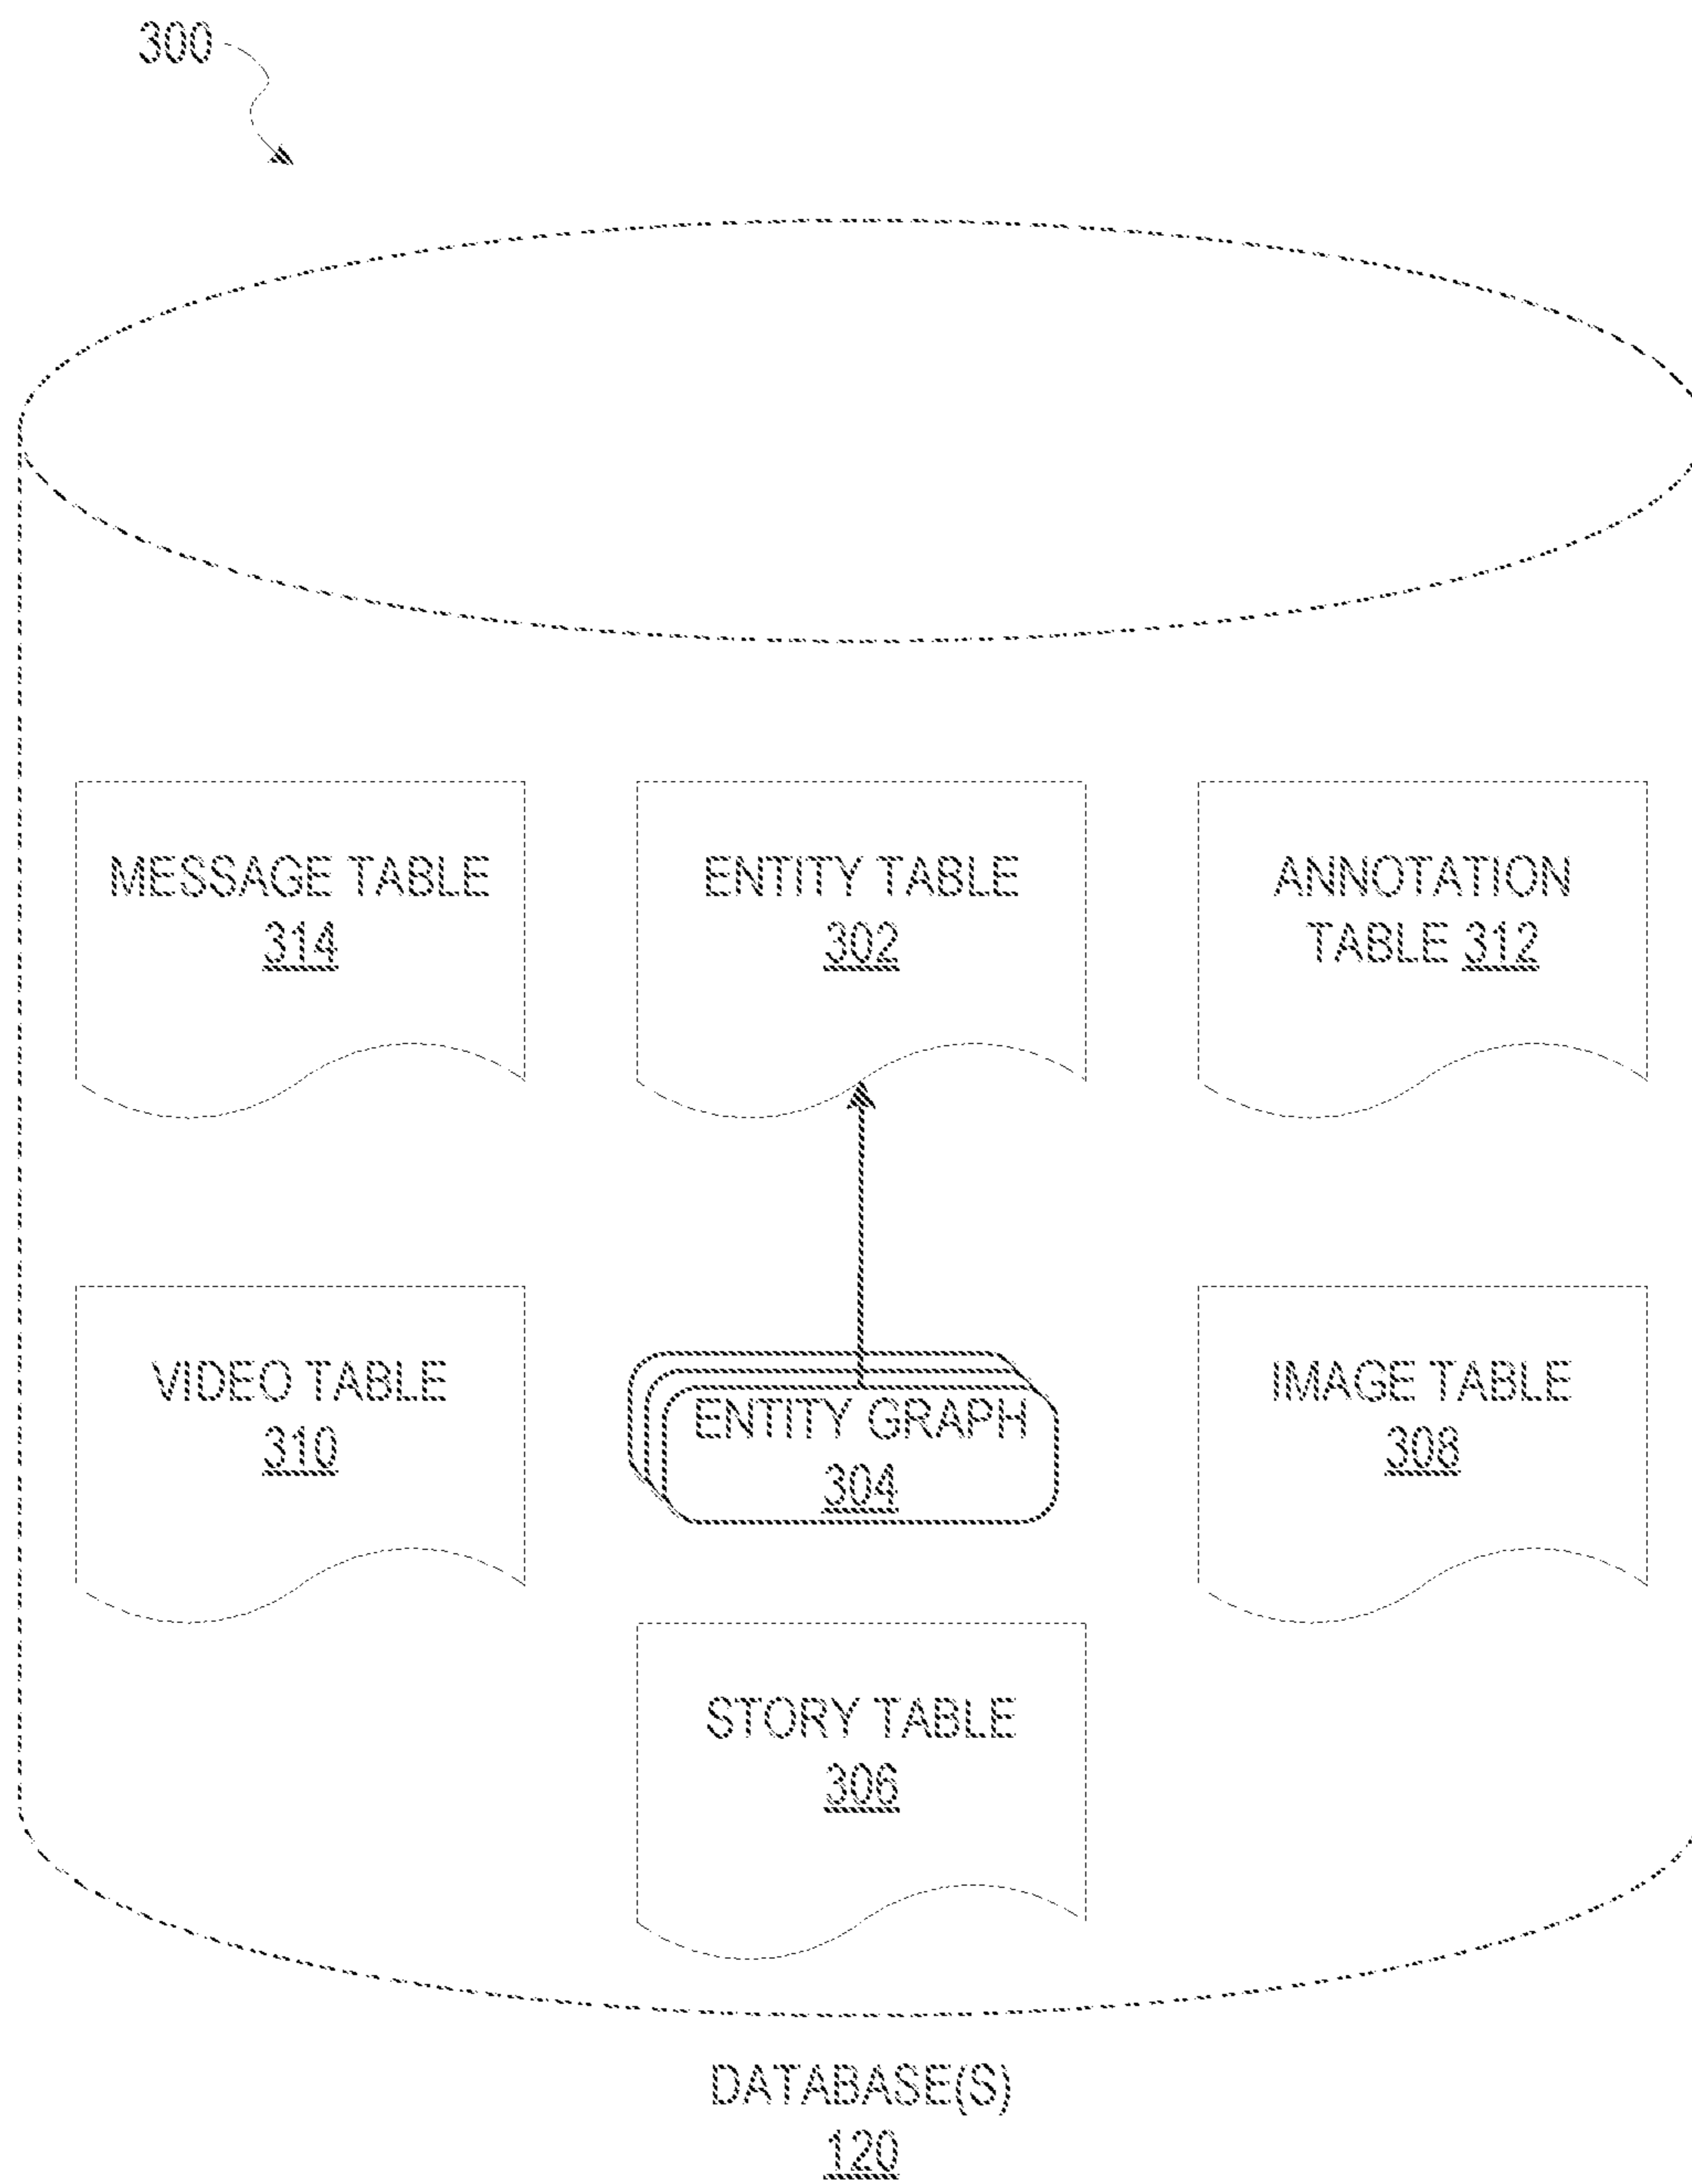 300
MESSAGE TABLE
314
ENTITY TABLE
302
ANNOTATION
TABLE 312
VIDEO TABLE
310
ENTITY GRAPH
304
IMAGE TABLE
308
STORY TABLE
306
DATABASE(S)
120